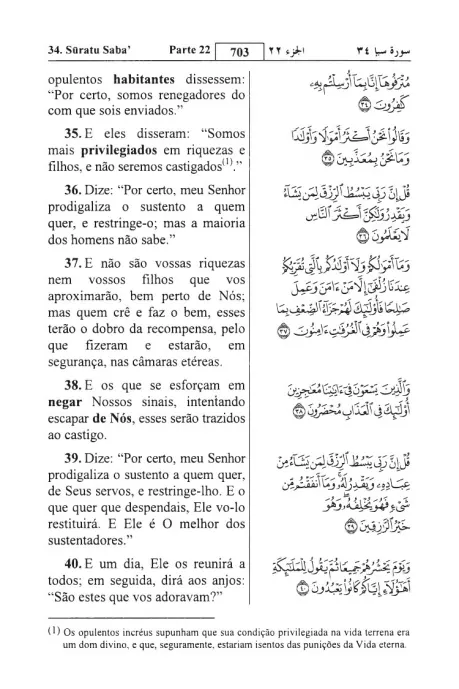 34. Sūratu Saba’ Parte 22 703 الجزء ٢٢ سورة سبأ ٣٤
opulentos habitantes dissessem:
“Por certo, somos renegadores do
com que sois enviados.”
35. E eles disseram: “Somos
mais privilegiados em riquezas e
filhos, e não seremos castigados(1).”
36. Dize: “Por certo, meu Senhor
prodigaliza o sustento a quem
quer, e restringe-o; mas a maioria
dos homens não sabe.”
37. E não são vossas riquezas
nem vossos filhos que vos
aproximarão, bem perto de Nós;
mas quem crê e faz o bem, esses
terão o dobro da recompensa, pelo
que fizeram e estarão, em
segurança, nas câmaras etéreas.
38. E os que se esforçam em
negar Nossos sinais, intentando
escapar de Nós, esses serão trazidos
ao castigo.
39. Dize: “Por certo, meu Senhor
prodigaliza o sustento a quem quer,
de Seus servos, e restringe-lho. E o
que quer que despendais, Ele vo-lo
restituirá. E Ele é O melhor dos
sustentadores.”
40. E um dia, Ele os reunirá a
todos; em seguida, dirá aos anjos:
“São estes que vos adoravam?”
مُتْرَفُوهَآ إِنَّا بِمَآ أُرْسِلْتُم بِهِۦ
كَٰفِرُونَ ٣٤
وَقَالُوا۟ نَحْنُ أَكْثَرُ أَمْوَٰلًا وَأَوْلَٰدًا
وَمَا نَحْنُ بِمُعَذَّبِينَ ٣٥
قُلْ إِنَّ رَبِّى يَبْسُطُ ٱلرِّزْقَ لِمَن يَشَآءُ
وَيَقْدِرُ وَلَٰكِنَّ أَكْثَرَ ٱلنَّاسِ
لَا يَعْلَمُونَ ٣٦
وَمَآ أَمْوَٰلُكُمْ وَلَآ أَوْلَٰدُكُم بِٱلَّتِى تُقَرِّبُكُمْ
عِندَنَا زُلْفَىٰٓ إِلَّا مَنْ ءَامَنَ وَعَمِلَ
صَٰلِحًا فَأُو۟لَٰٓئِكَ لَهُمْ جَزَآءُ ٱلضِّعْفِ بِمَا
عَمِلُوا۟ وَهُمْ فِى ٱلْغُرُفَٰتِ ءَامِنُونَ ٣٧
وَٱلَّذِينَ يَسْعَوْنَ فِىٓ ءَايَٰتِنَا مُعَٰجِزِينَ
أُو۟لَٰٓئِكَ فِى ٱلْعَذَابِ مُحْضَرُونَ ٣٨
قُلْ إِنَّ رَبِّى يَبْسُطُ ٱلرِّزْقَ لِمَن يَشَآءُ مِنْ
عِبَادِهِۦ وَيَقْدِرُ لَهُۥ وَمَآ أَنفَقْتُم مِّن
شَىْءٍ فَهُوَ يُخْلِفُهُۥ وَهُوَ
خَيْرُ ٱلرَّٰزِقِينَ ٣٩
وَيَوْمَ يَحْشُرُهُمْ جَمِيعًا ثُمَّ يَقُولُ لِلْمَلَٰٓئِكَةِ
أَهَٰٓؤُلَآءِ إِيَّاكُمْ كَانُوا۟ يَعْبُدُونَ ٤٠
(1) Os opulentos incréus supunham que sua condição privilegiada na vida terrena era
um dom divino, e que, seguramente, estariam isentos das punições da Vida eterna.